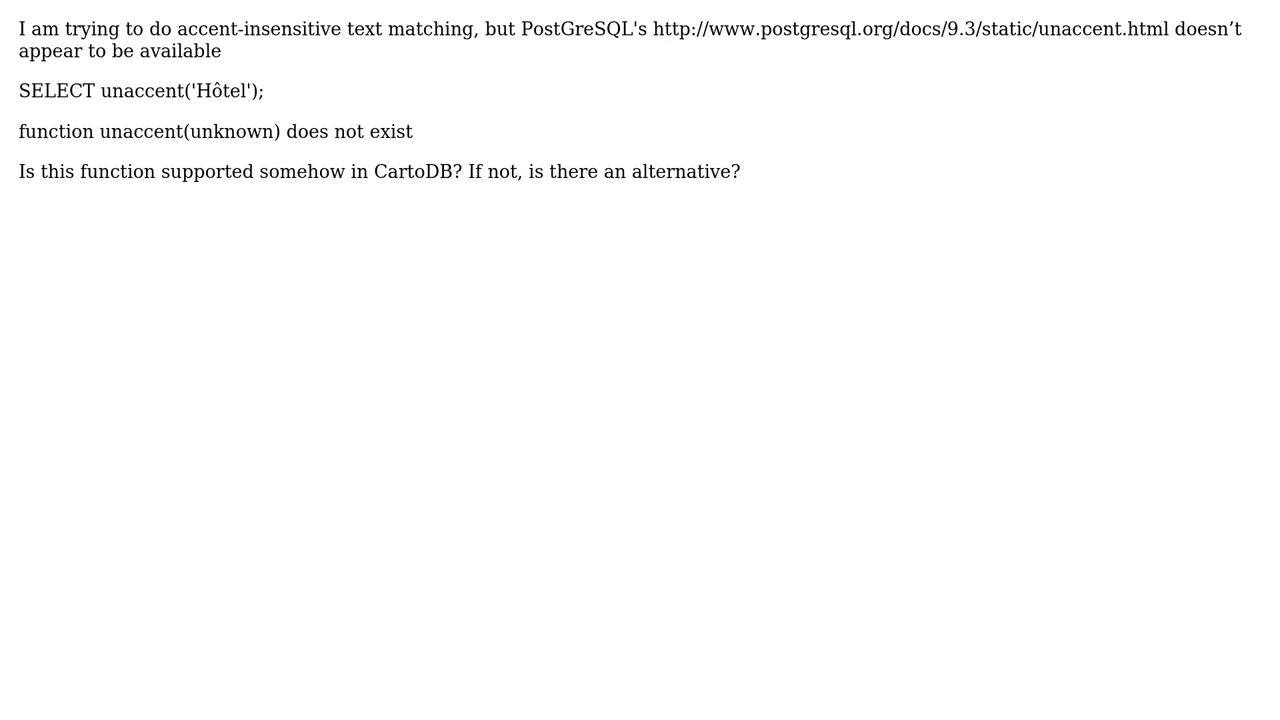 I am trying to do accent-insensitive text matching, but PostGreSQL's http://www.postgresql.org/docs/9.3/static/unaccent.html doesn’t
appear to be available
SELECT unaccent('Hôtel');
function unaccent(unknown) does not exist
Is this function supported somehow in CartoDB? If not, is there an alternative?